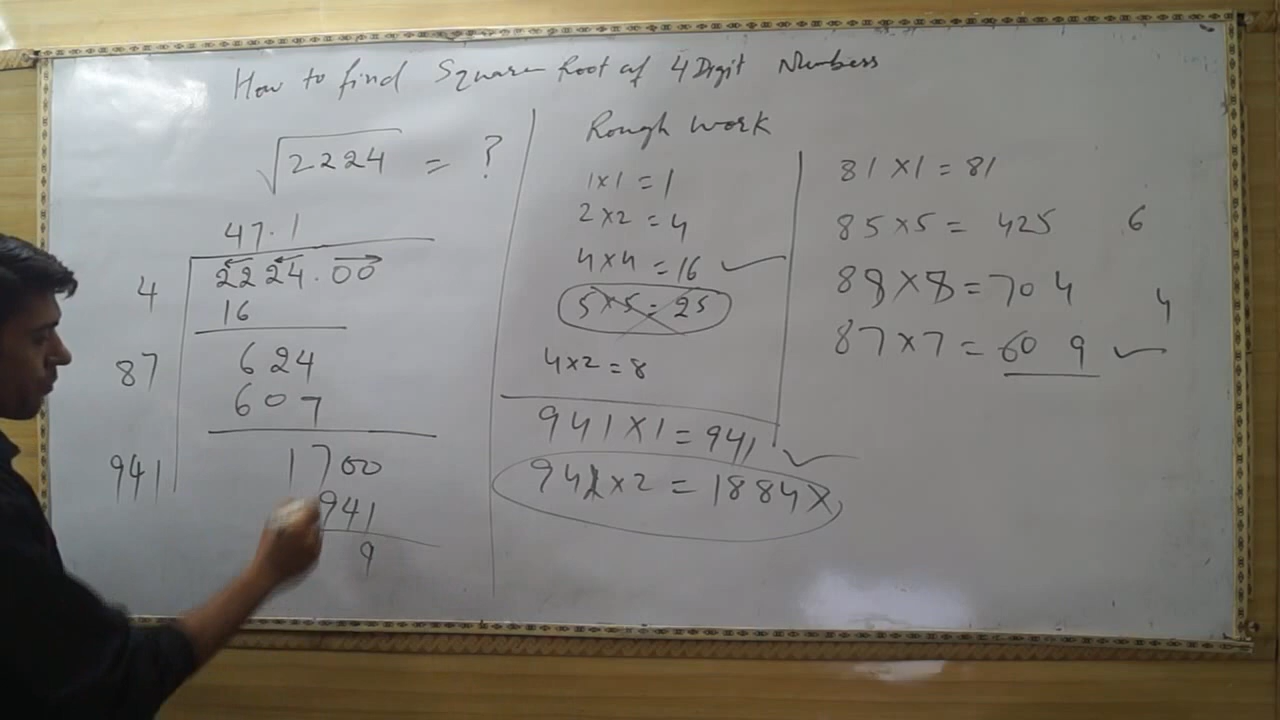 How to find Square Root of 4 Digit Numbers
√2224 = ?
47.1
4
2224.00
16
87
624
607
941
1700
941
9
Rough Work
1×1 = 1
2×2 = 4
4×4 = 16 ✓
5×5 = 25
4×2 = 8
941×1 = 941 ✓
942×2 = 1884 ×
81×1 = 81
85×5 = 425
6
88×8 = 704
4
87×7 = 609 ✓